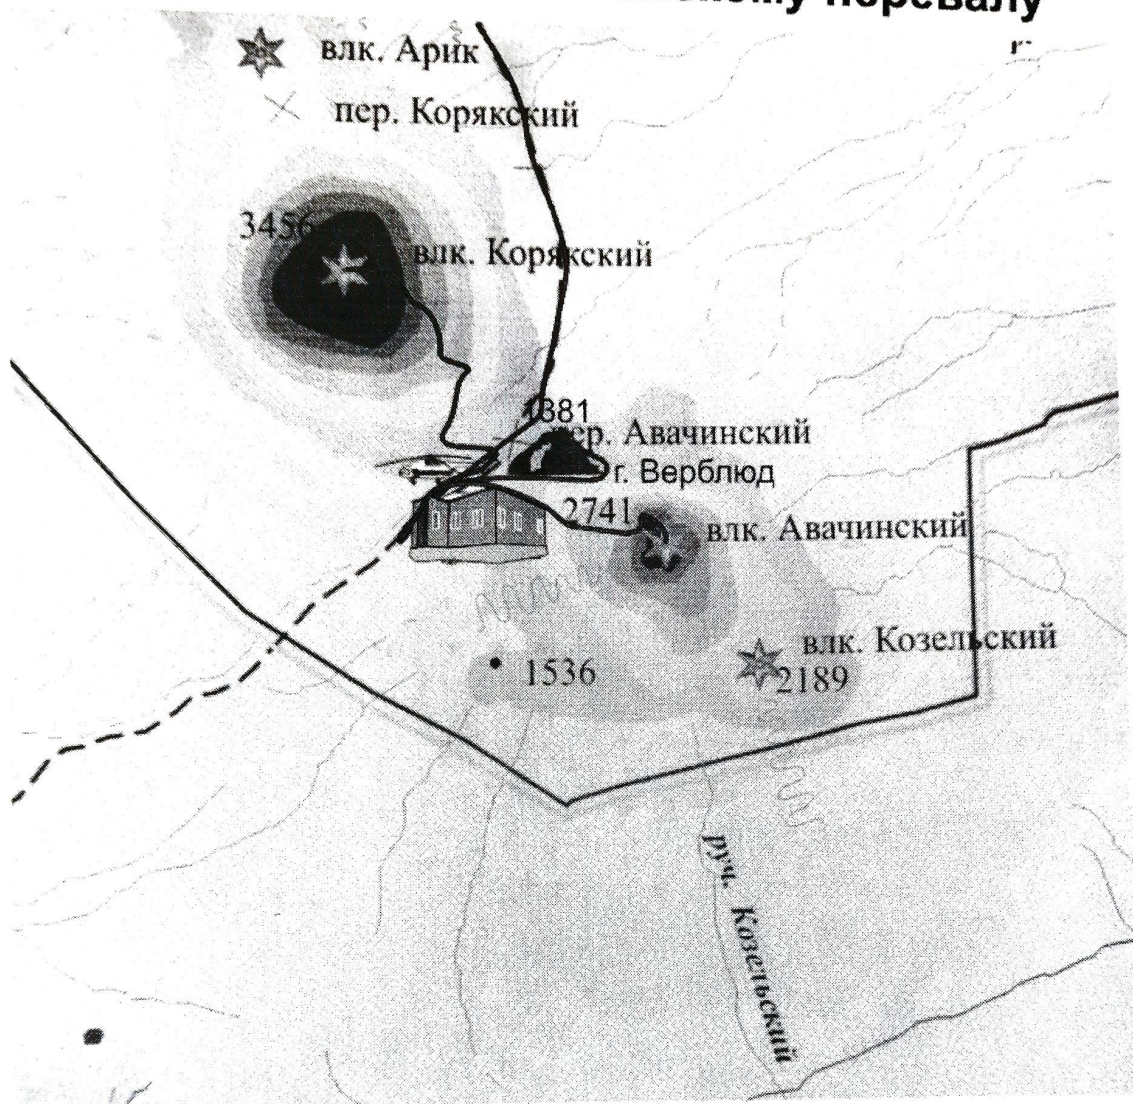 перевалу
влк. Арик
пер. Корякский
3456
влк. Корякский
1381
пер. Авачинский
г. Верблюд
2741
влк. Авачинский
влк. Козельский
2189
1536
руч. Козельский